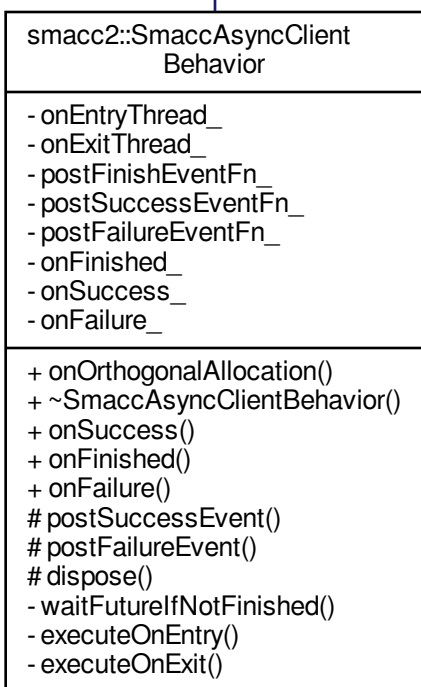 smacc2::SmaccAsyncClient
Behavior
- onEntryThread_
- onExitThread_
- postFinishEventFn_
- postSuccessEventFn_
- postFailureEventFn_
- onFinished_
- onSuccess_
- onFailure_
+ onOrthogonalAllocation()
+ ~SmaccAsyncClientBehavior()
+ onSuccess()
+ onFinished()
+ onFailure()
# postSuccessEvent()
# postFailureEvent()
# dispose()
- waitFutureIfNotFinished()
- executeOnEntry()
- executeOnExit()